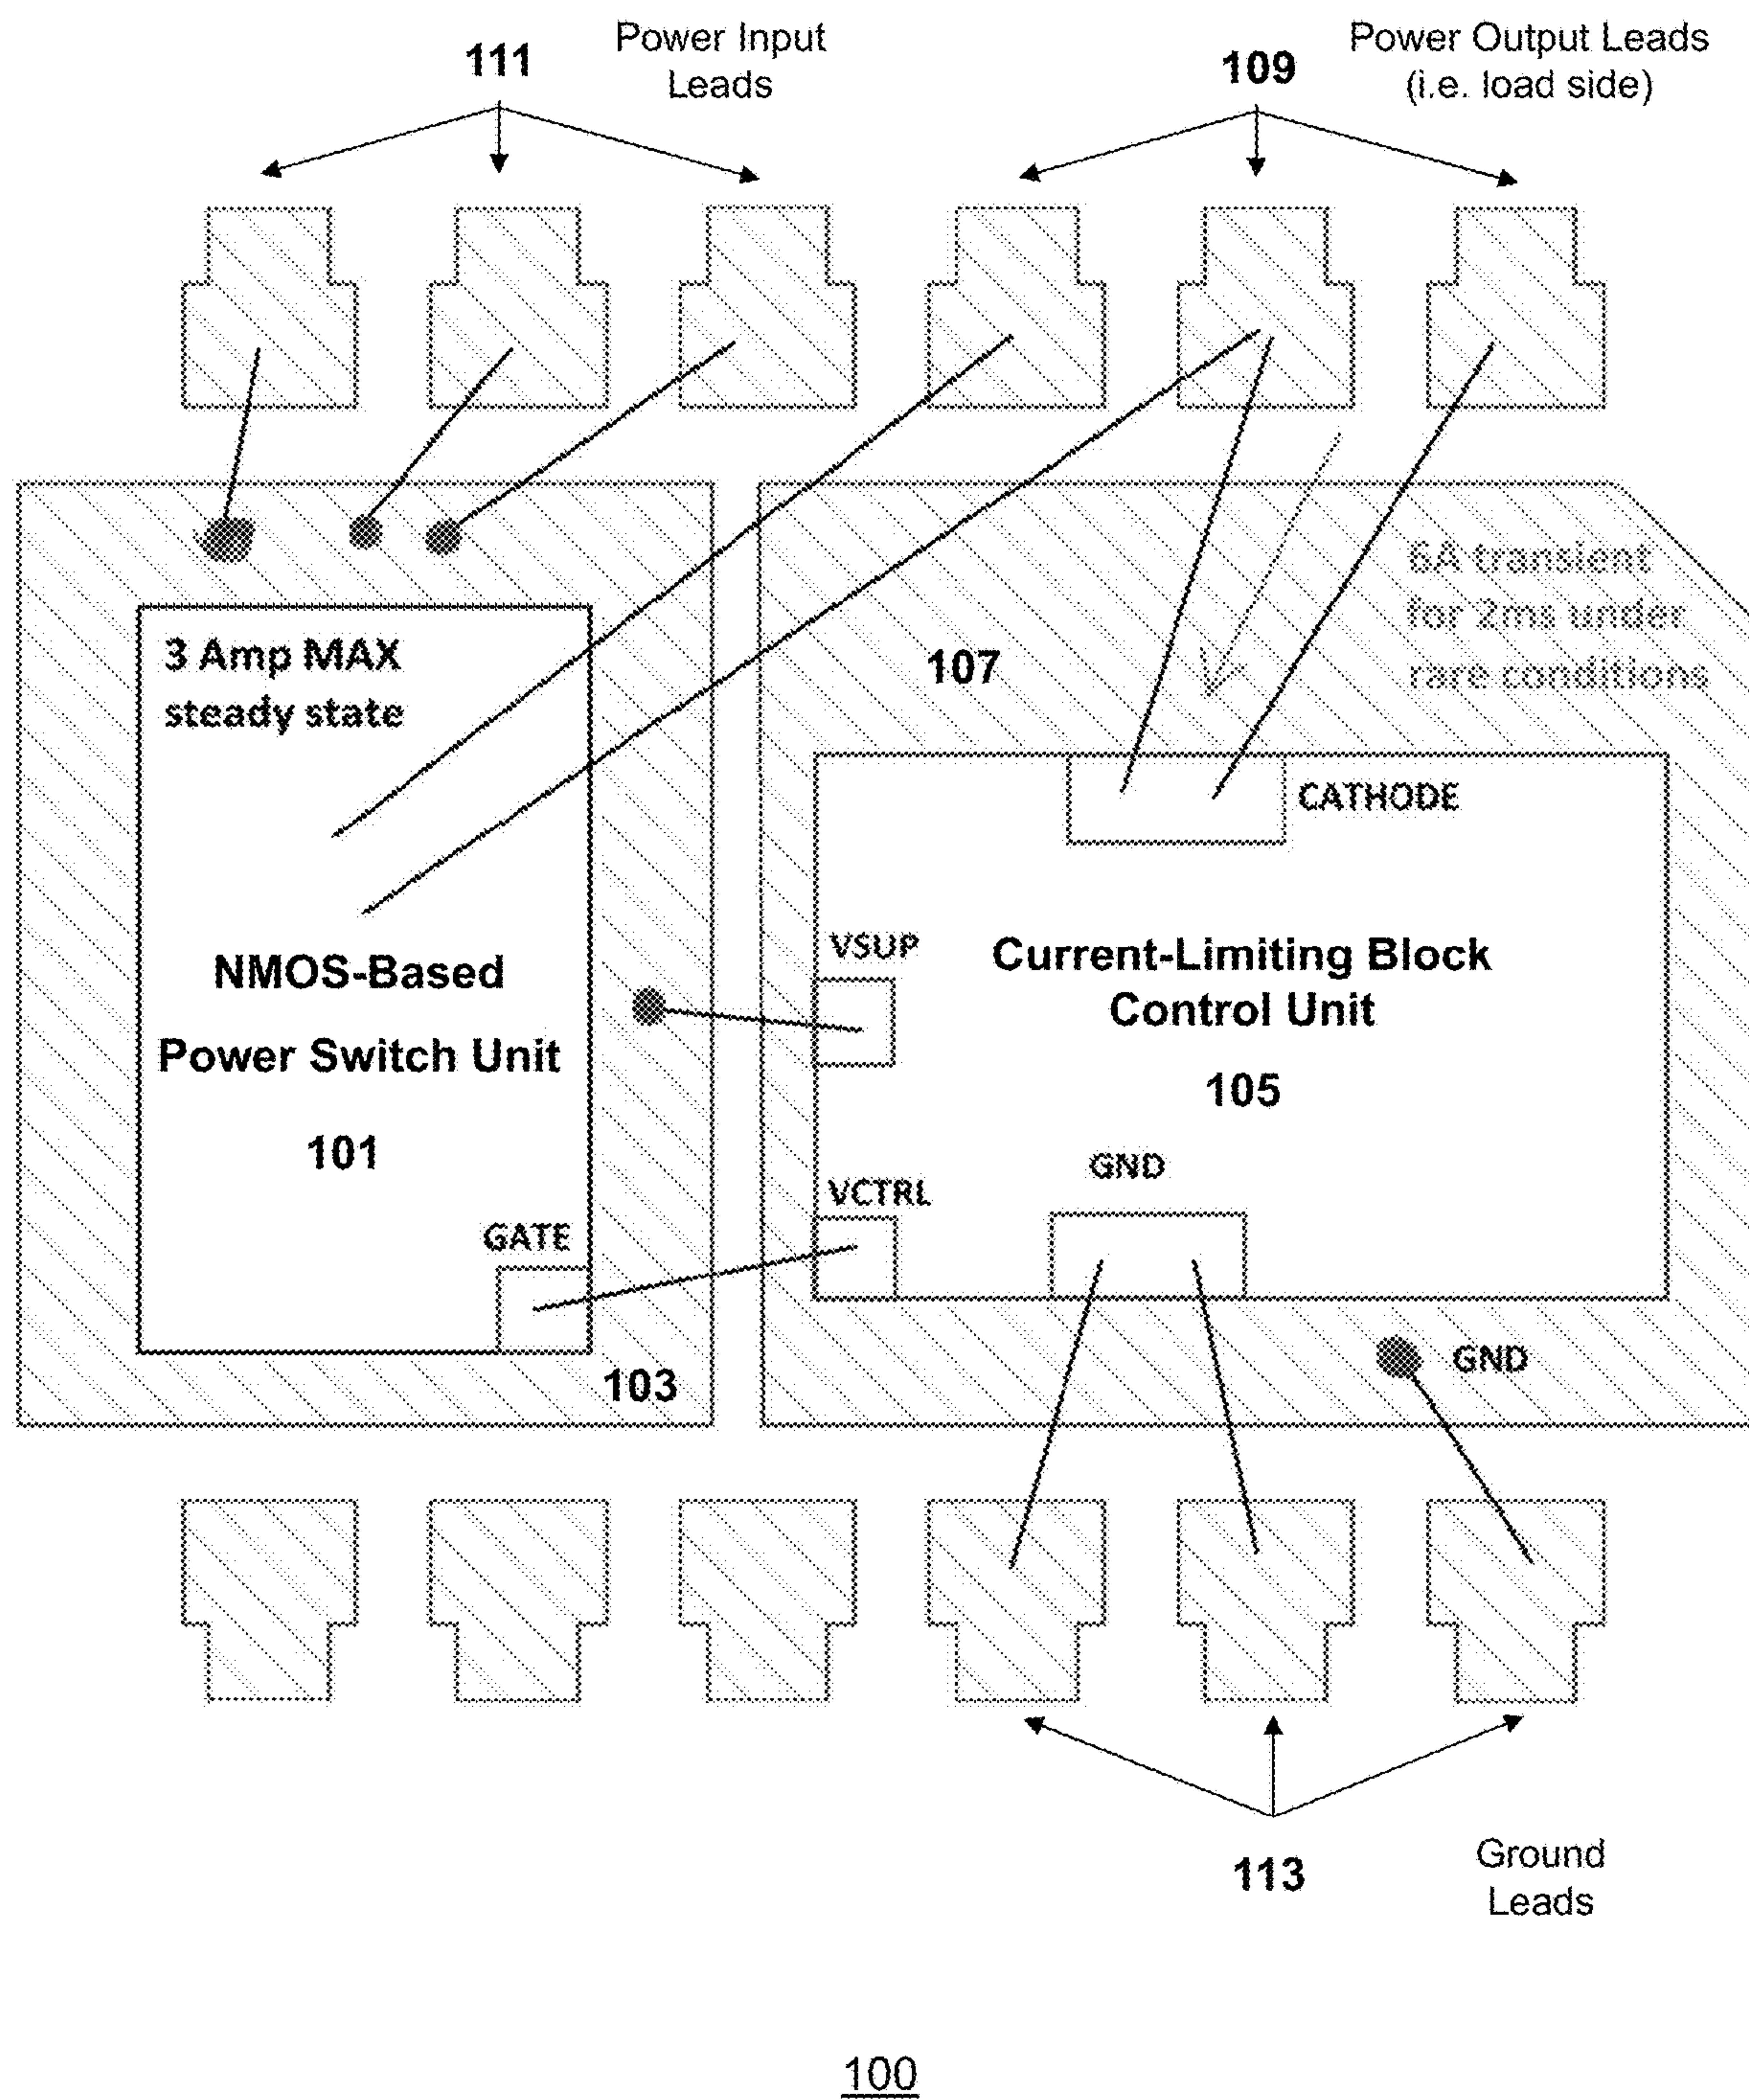 111
Power Input
Leads
109
Power Output Leads
(i.e. load side)
6A transient
for 2ms under
rare conditions
3 Amp MAX
steady state
107
CATHODE
VSUP
Current-Limiting Block
Control Unit
105
NMOS-Based
Power Switch Unit
101
GND
VCTRL
GATE
103
GND
113
Ground
Leads
100